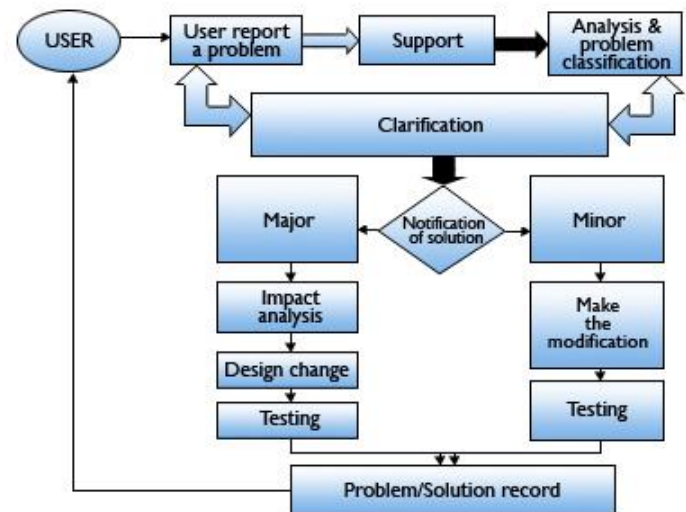 USER
User report
a problem
Support
Analysis &
problem
classification
Clarification
Major
Notification
of solution
Minor
Impact
analysis
Make
the
modification
Design change
Testing
Testing
Problem/Solution record